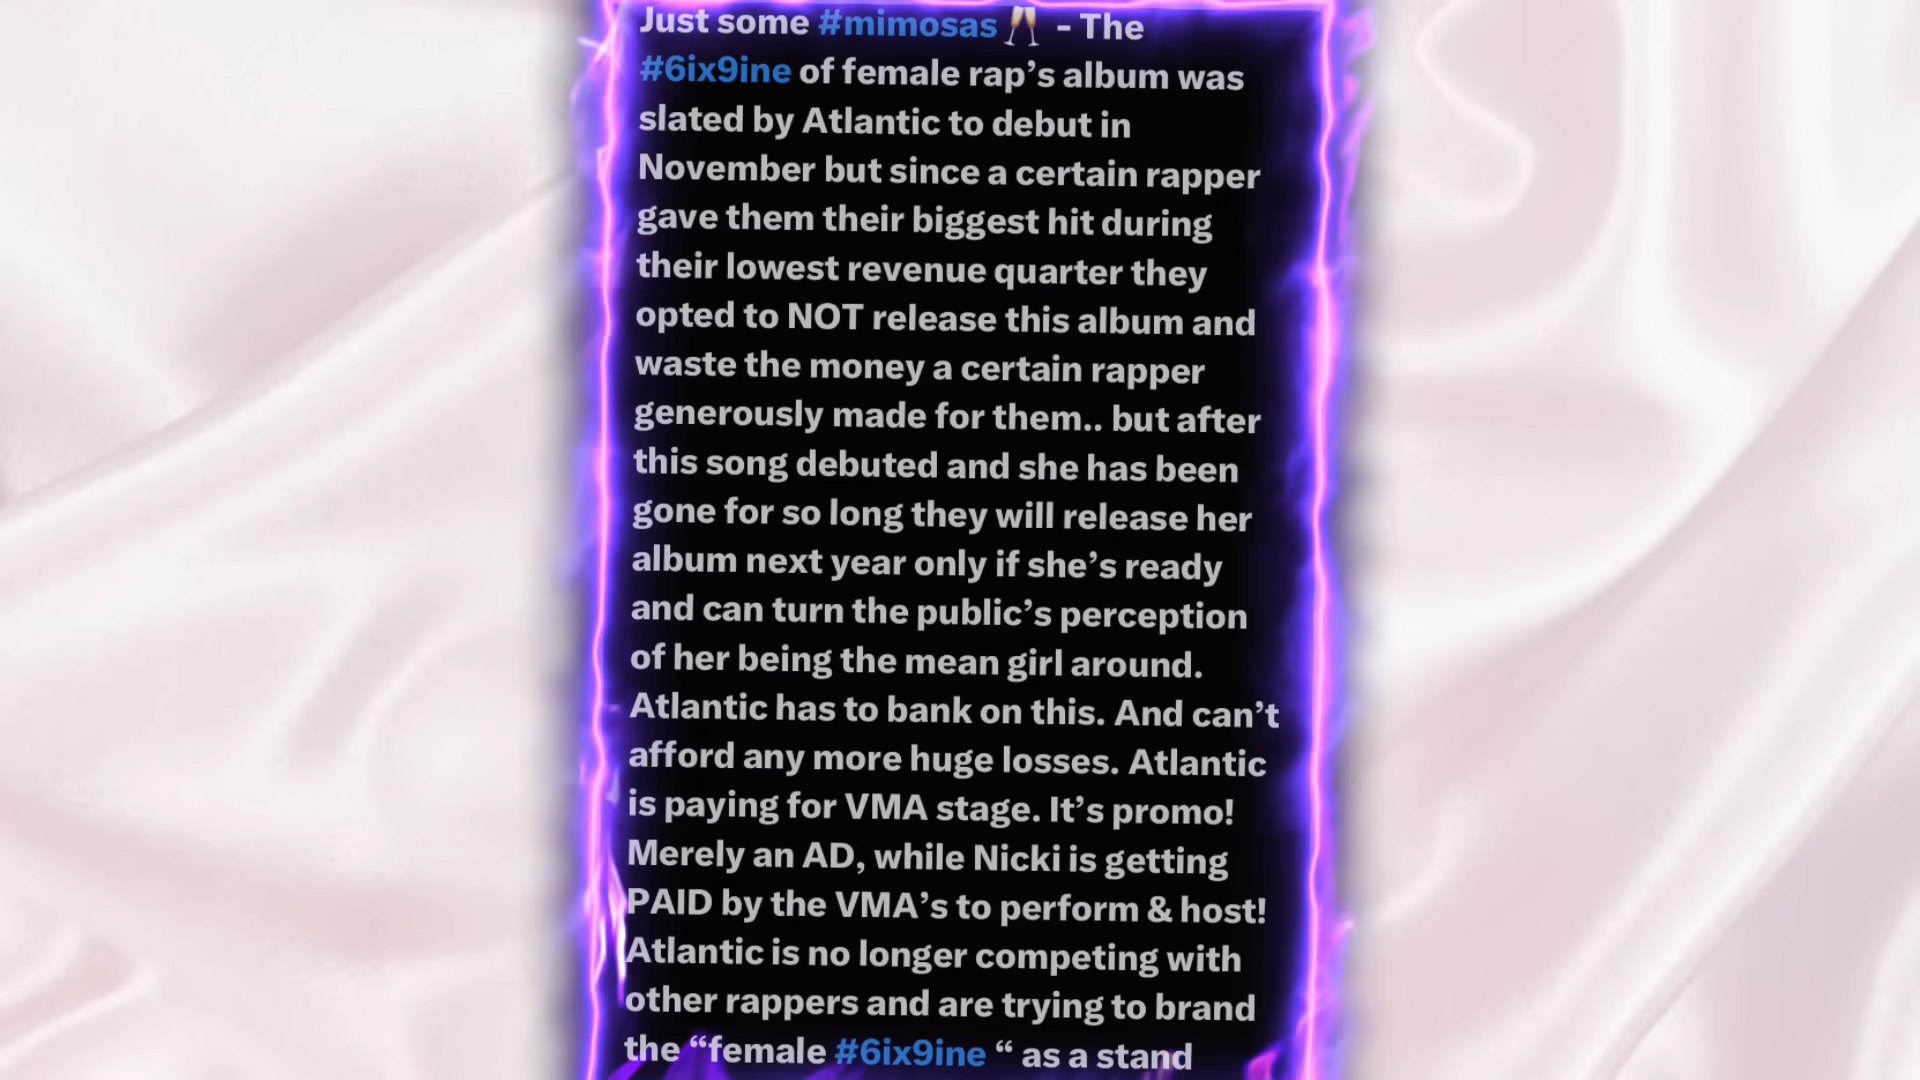 Just some #mimosas🥂 - The
#6ix9ine of female rap’s album was
slated by Atlantic to debut in
November but since a certain rapper
gave them their biggest hit during
their lowest revenue quarter they
opted to NOT release this album and
waste the money a certain rapper
generously made for them.. but after
this song debuted and she has been
gone for so long they will release her
album next year only if she’s ready
and can turn the public’s perception
of her being the mean girl around.
Atlantic has to bank on this. And can’t
afford any more huge losses. Atlantic
is paying for VMA stage. It’s promo!
Merely an AD, while Nicki is getting
PAID by the VMA’s to perform & host!
Atlantic is no longer competing with
other rappers and are trying to brand
the “female #6ix9ine “ as a stand